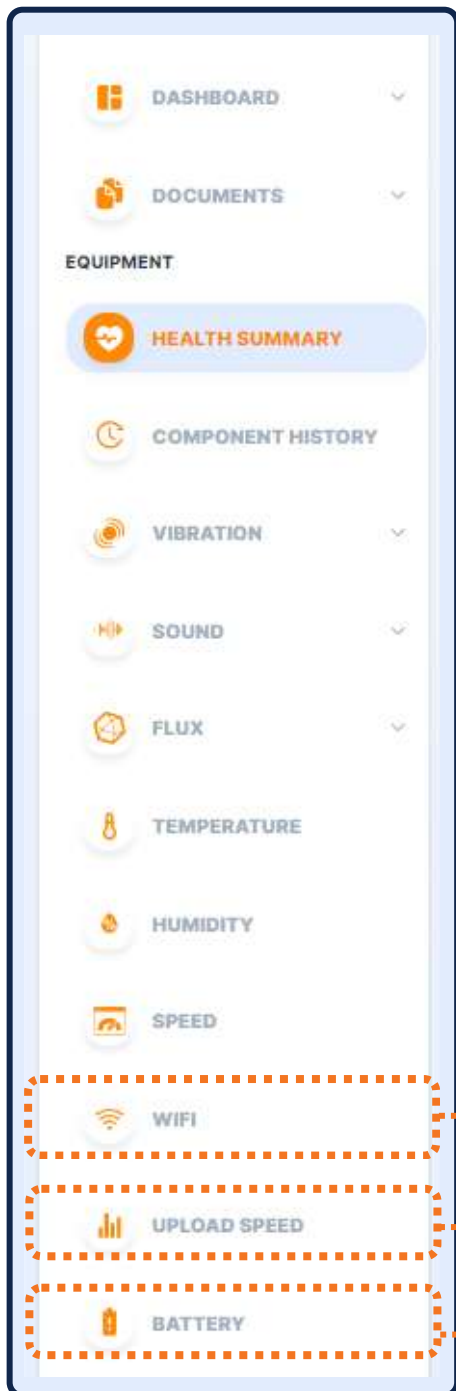 DASHBOARD
DOCUMENTS
EQUIPMENT
HEALTH SUMMARY
COMPONENT HISTORY
VIBRATION
SOUND
FLUX
TEMPERATURE
HUMIDITY
SPEED
WIFI
UPLOAD SPEED
BATTERY